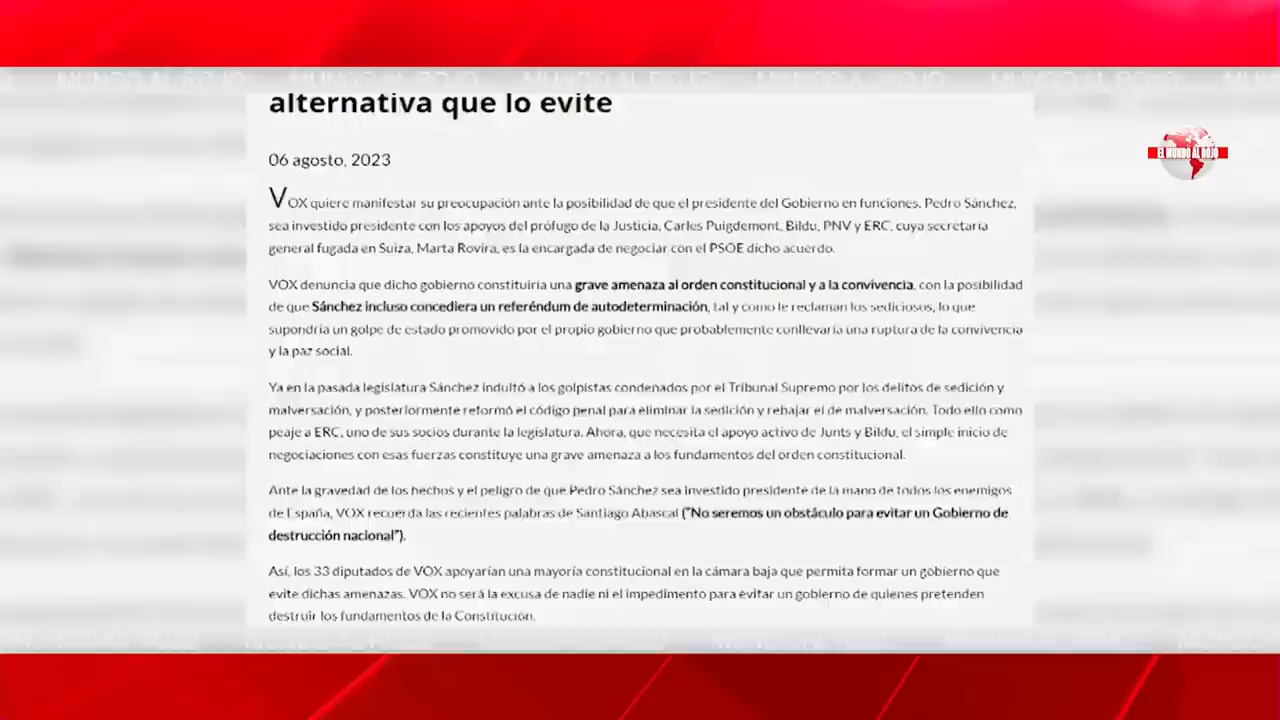 MUNDO AL ROJO
alternativa que lo evite
06 agosto, 2023
EL MUNDO AL ROJO
VOX quiere manifestar su preocupación ante la posibilidad de que el presidente del Gobierno en funciones, Pedro Sánchez,
sea investido presidente con los apoyos del prófugo de la Justicia, Carles Puigdemont, Bildu, PNV y ERC, cuya secretaria
general fugada en Suiza, Marta Rovira, es la encargada de negociar con el PSOE dicho acuerdo.
VOX denuncia que dicho gobierno constituiría una grave amenaza al orden constitucional y a la convivencia, con la posibilidad
de que Sánchez incluso concediera un referéndum de autodeterminación, tal y como le reclaman los sediciosos, lo que
supondría un golpe de estado promovido por el propio gobierno que probablemente conllevaría una ruptura de la convivencia
y la paz social.
Ya en la pasada legislatura Sánchez indultó a los golpistas condenados por el Tribunal Supremo por los delitos de sedición y
malversación, y posteriormente reformó el código penal para eliminar la sedición y rebajar el de malversación. Todo ello como
peaje a ERC, uno de sus socios durante la legislatura. Ahora, que necesita el apoyo activo de Junts y Bildu, el simple inicio de
negociaciones con esas fuerzas constituye una grave amenaza a los fundamentos del orden constitucional.
Ante la gravedad de los hechos y el peligro de que Pedro Sánchez sea investido presidente de la mano de todos los enemigos
de España, VOX recuerda las recientes palabras de Santiago Abascal ("No seremos un obstáculo para evitar un Gobierno de
destrucción nacional").
Así, los 33 diputados de VOX apoyarían una mayoría constitucional en la cámara baja que permita formar un gobierno que
evite dichas amenazas. VOX no será la excusa de nadie ni el impedimento para evitar un gobierno de quienes pretenden
destruir los fundamentos de la Constitución.